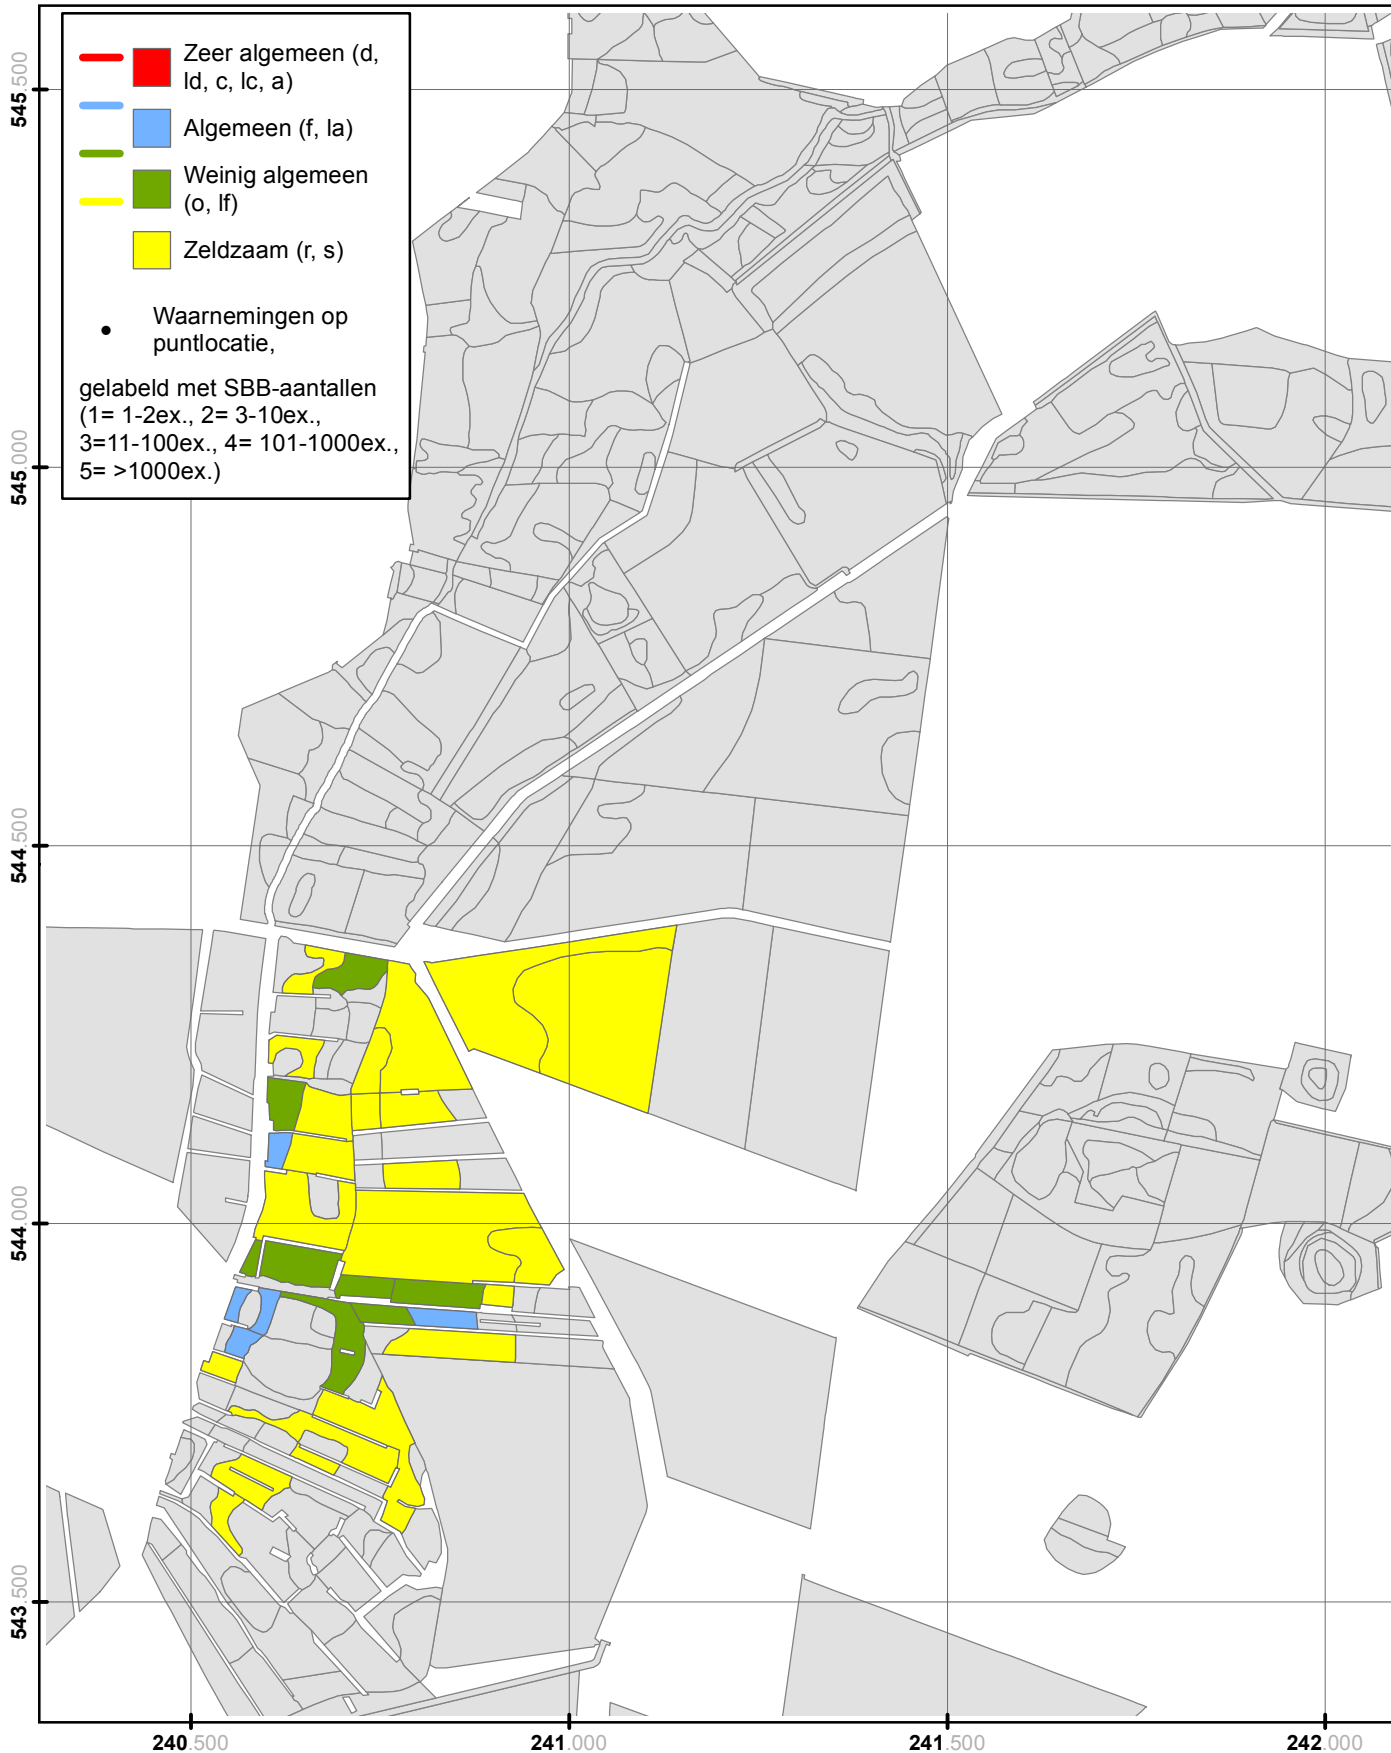 Zeer algemeen (d,
ld, c, lc, a)
Algemeen (f, la)
Weinig algemeen
(o, lf)
Zeldzaam (r, s)
Waarnemingen op
puntlocatie,
gelabeld met SBB-aantallen
(1= 1-2ex., 2= 3-10ex.,
3=11-100ex., 4= 101-1000ex.,
5= >1000ex.)
545.500
545.000
544.500
544.000
543.500
240.500
241.000
241.500
242.000